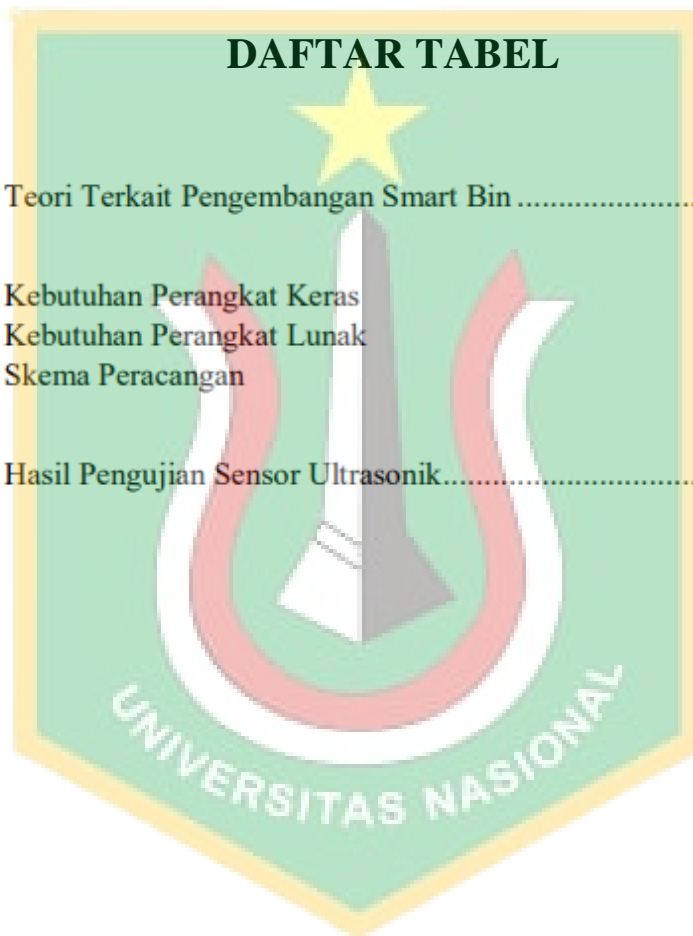 DAFTAR TABEL
Teori Terkait Pengembangan Smart Bin ......................
Kebutuhan Perangkat Keras
Kebutuhan Perangkat Lunak
Skema Peracangan
Hasil Pengujian Sensor Ultrasonik...............................
UNIVERSITAS NASIONAL